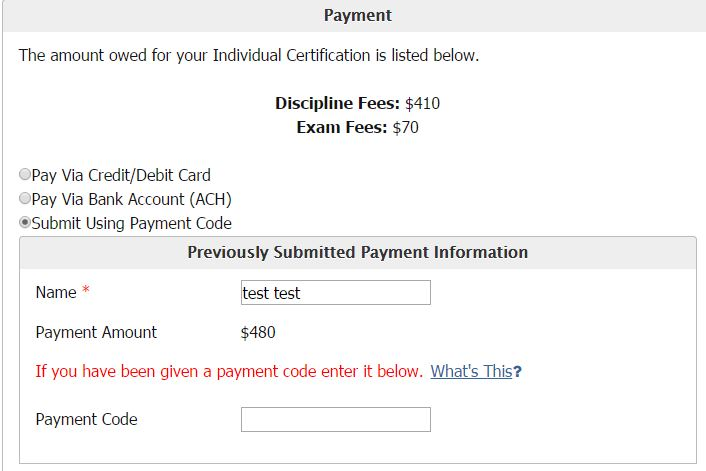 Payment
The amount owed for your Individual Certification is listed below.
Discipline Fees: $410
Exam Fees: $70
Pay Via Credit/Debit Card
Pay Via Bank Account (ACH)
Submit Using Payment Code
Previously Submitted Payment Information
Name * test test
Payment Amount $480
If you have been given a payment code enter it below. What's This?
Payment Code